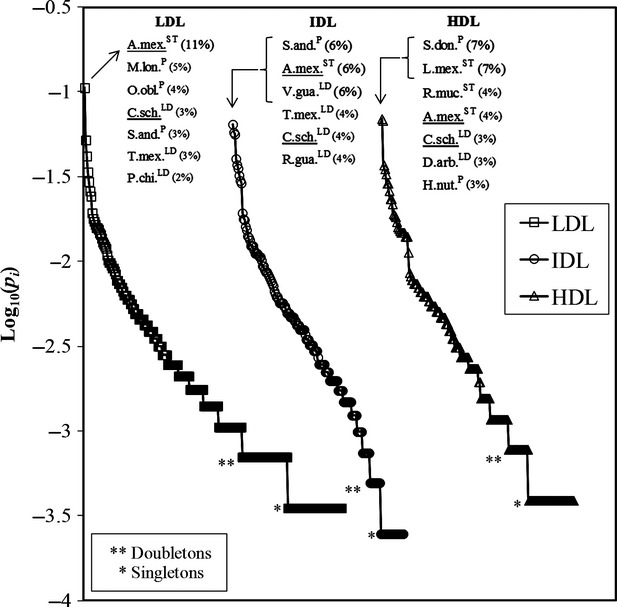 LDL
A.mex.ST (11%)
M.lon.P (5%)
O.obl.P (4%)
C.sch.LD (3%)
S.and.P (3%)
T.mex.LD (3%)
P.chi.LD (2%)
IDL
S.and.P (6%)
A.mex.ST (6%)
V.gua.LD (6%)
T.mex.LD (4%)
C.sch.LD (4%)
R.gua.LD (4%)
HDL
S.don.P (7%)
L.mex.ST (7%)
R.muc.ST (4%)
A.mex.ST (4%)
C.sch.LD (3%)
D.arb.LD (3%)
H.nut.P (3%)
Log10(pi)
−0.5
−1
−1.5
−2
−2.5
−3
−3.5
−4
LDL
IDL
HDL
**
*
**
*
**
*
** Doubletons
* Singletons